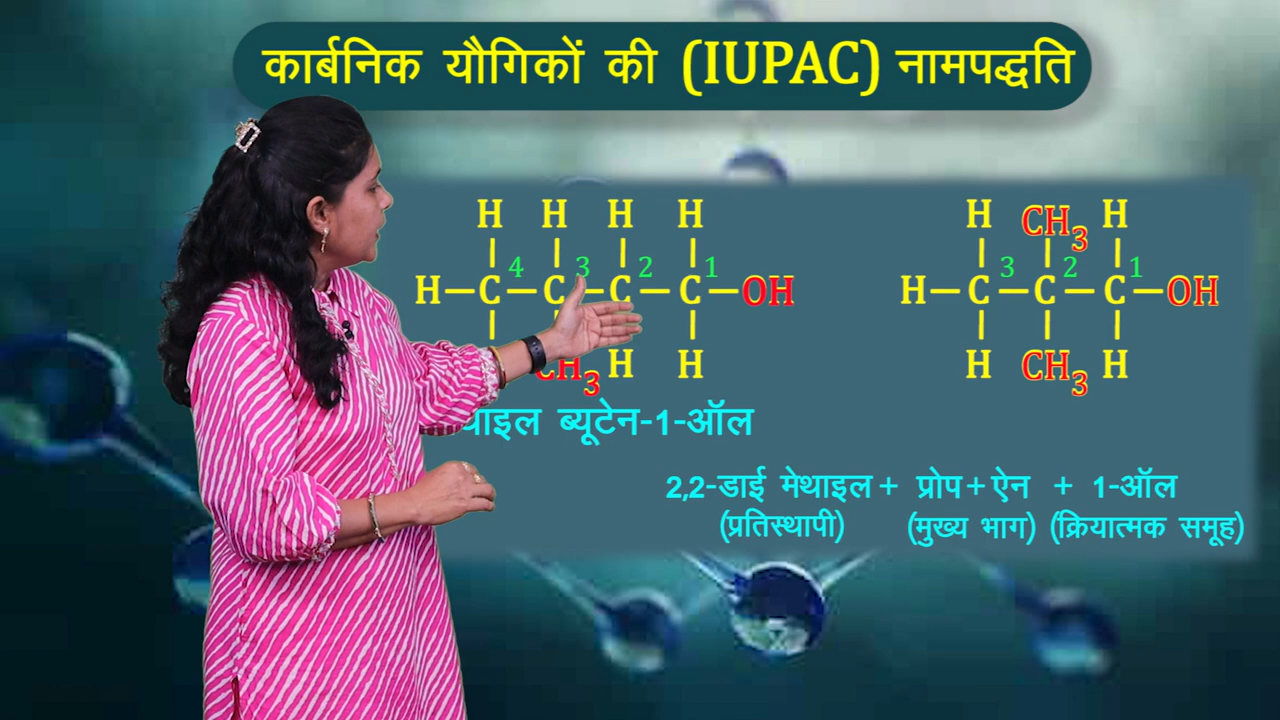 कार्बनिक यौगिकों की (IUPAC) नामपद्धति
H H H H
H–C 4–C 3–C 2–C 1–OH
CH3 H H
ब्यूटेन-1-ऑल
H CH3 H
H–C 3–C 2–C 1–OH
H CH3 H
2,2-डाई मेथाइल + प्रोप+ऐन + 1-ऑल
(प्रतिस्थापी) (मुख्य भाग) (क्रियात्मक समूह)